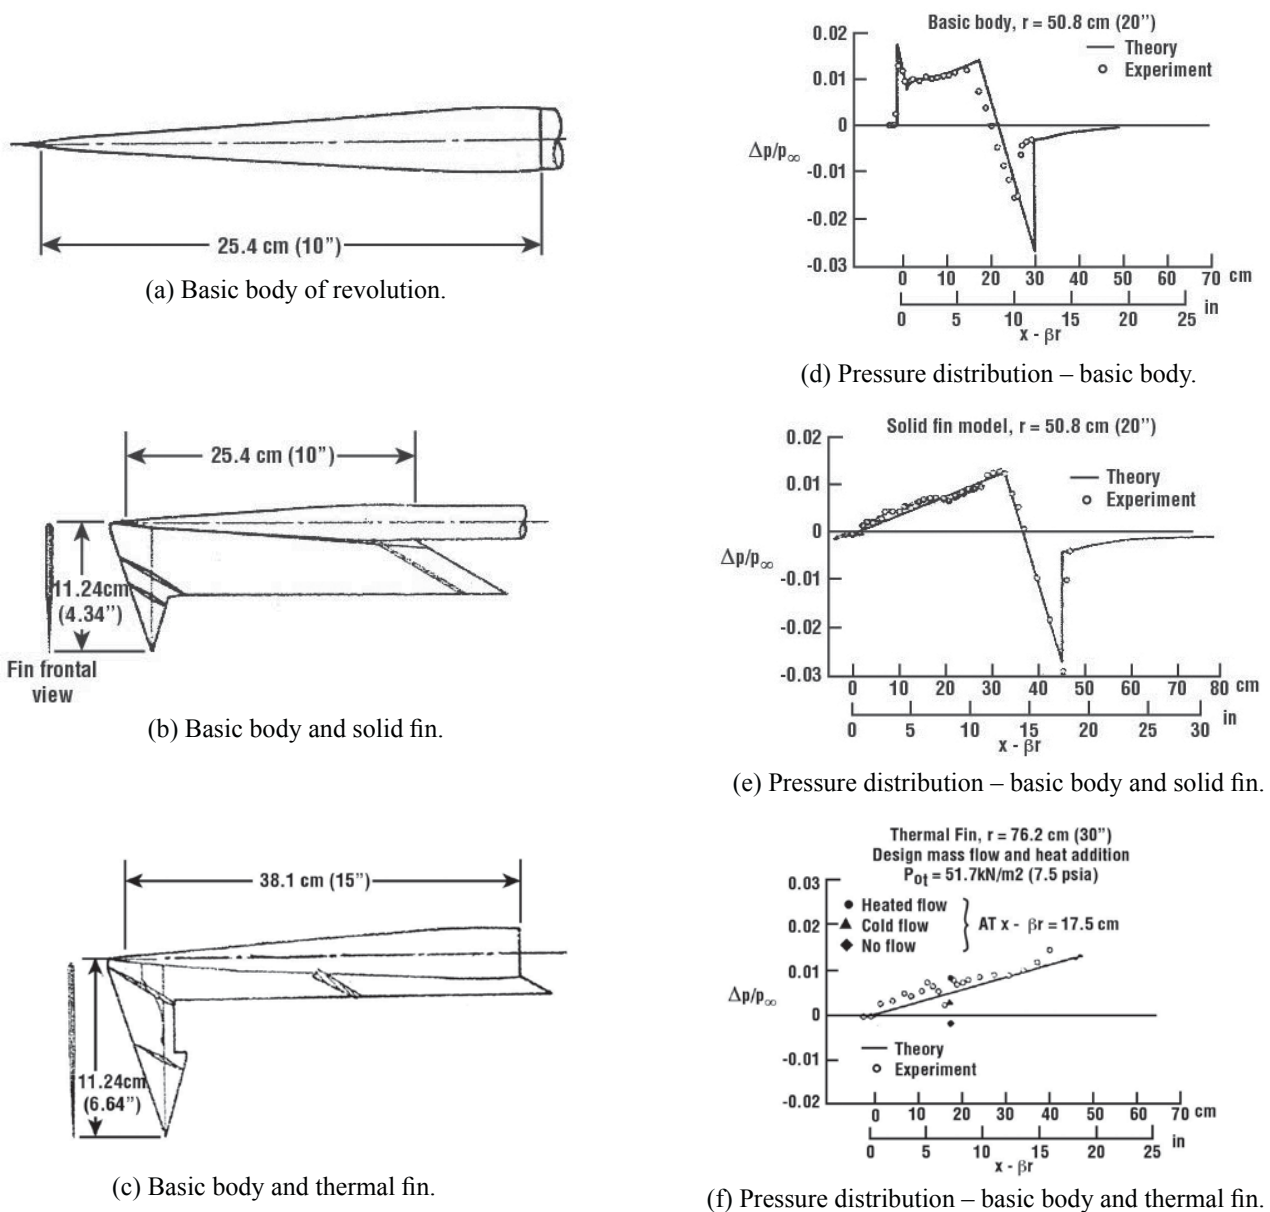 25.4 cm (10”)
(a) Basic body of revolution.
25.4 cm (10”)
11.24cm
(4.34”)
Fin frontal
view
(b) Basic body and solid fin.
38.1 cm (15”)
11.24cm
(6.64”)
(c) Basic body and thermal fin.
Basic body, r = 50.8 cm (20”)
Theory
Experiment
0.02
0.01
0
-0.01
-0.02
-0.03
Δp/p∞
0 10 20 30 40 50 60 70 cm
0 5 10 15 20 25 in
x - βr
(d) Pressure distribution – basic body.
Solid fin model, r = 50.8 cm (20”)
Theory
Experiment
0.02
0.01
0
-0.01
-0.02
-0.03
Δp/p∞
0 10 20 30 40 50 60 70 80 cm
0 5 10 15 20 25 30 in
x - βr
(e) Pressure distribution – basic body and solid fin.
Thermal Fin, r = 76.2 cm (30”)
Design mass flow and heat addition
P0t = 51.7kN/m2 (7.5 psia)
Heated flow
Cold flow
No flow
AT x - βr = 17.5 cm
0.03
0.02
0.01
0
-0.01
-0.02
Δp/p∞
Theory
Experiment
0 10 20 30 40 50 60 70 cm
0 5 10 15 20 25 in
x - βr
(f) Pressure distribution – basic body and thermal fin.